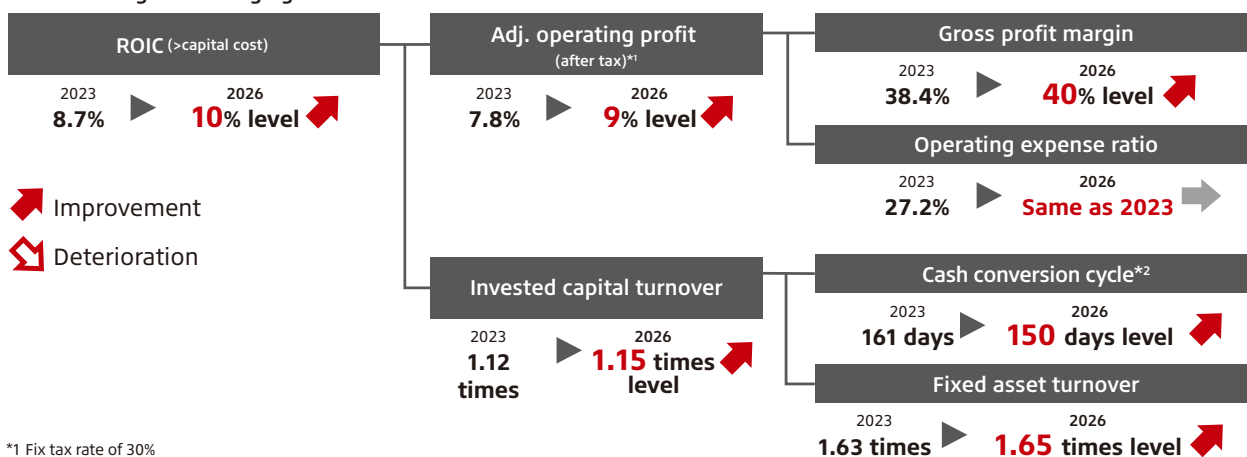 ROIC (>capital cost)
2023
8.7%
2026
10% level
Improvement
Deterioration
Adj. operating profit
(after tax)*1
2023
7.8%
2026
9% level
Invested capital turnover
2023
1.12
times
2026
1.15 times
level
Gross profit margin
2023
38.4%
2026
40% level
Operating expense ratio
2023
27.2%
2026
Same as 2023
Cash conversion cycle*2
2023
161 days
2026
150 days level
Fixed asset turnover
2023
1.63 times
2026
1.65 times level
*1 Fix tax rate of 30%